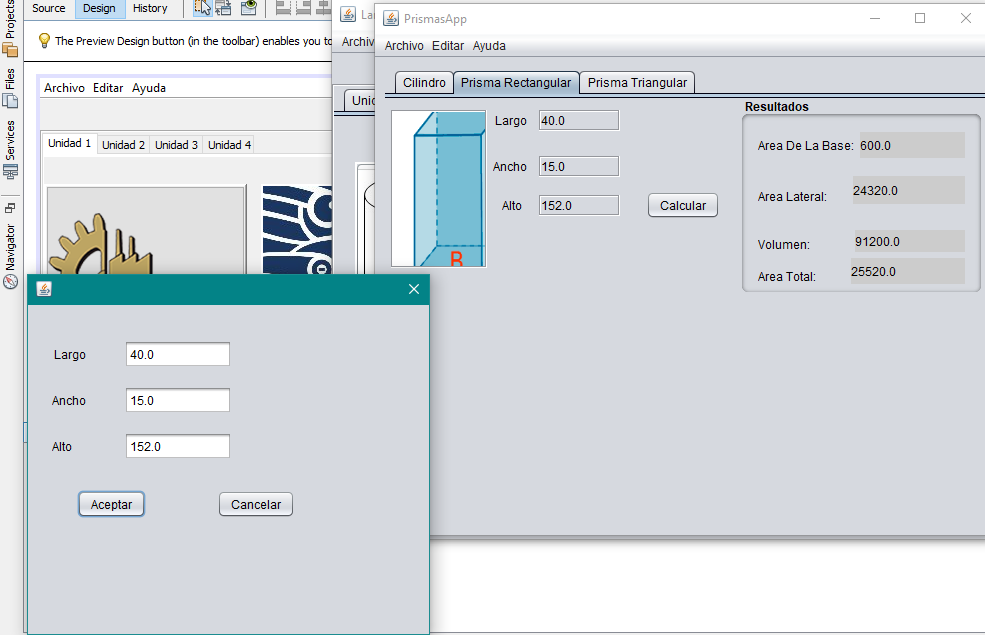 Source Design History
Projects
Files
Services
Navigator
The Preview Design button (in the toolbar) enables you to
Archivo Editar Ayuda
Unidad 1 Unidad 2 Unidad 3 Unidad 4
Archivo
PrismasApp
Archivo Editar Ayuda
Cilindro Prisma Rectangular Prisma Triangular
Largo 40.0
Ancho 15.0
Alto 152.0
Calcular
B
Resultados
Area De La Base: 600.0
Area Lateral: 24320.0
Volumen: 91200.0
Area Total: 25520.0
Largo 40.0
Ancho 15.0
Alto 152.0
Aceptar Cancelar